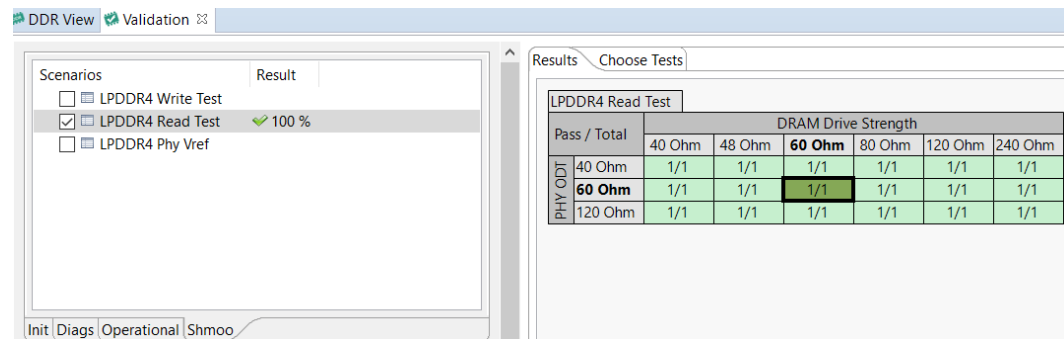 DDR View Validation
Results Choose Tests
Scenarios Result
LPDDR4 Write Test
LPDDR4 Read Test 100 %
LPDDR4 Phy Vref
Init Diags Operational Shmoo
LPDDR4 Read Test
Pass / Total DRAM Drive Strength
40 Ohm 48 Ohm 60 Ohm 80 Ohm 120 Ohm 240 Ohm
PHY ODT
40 Ohm 1/1 1/1 1/1 1/1 1/1 1/1
60 Ohm 1/1 1/1 1/1 1/1 1/1 1/1
120 Ohm 1/1 1/1 1/1 1/1 1/1 1/1